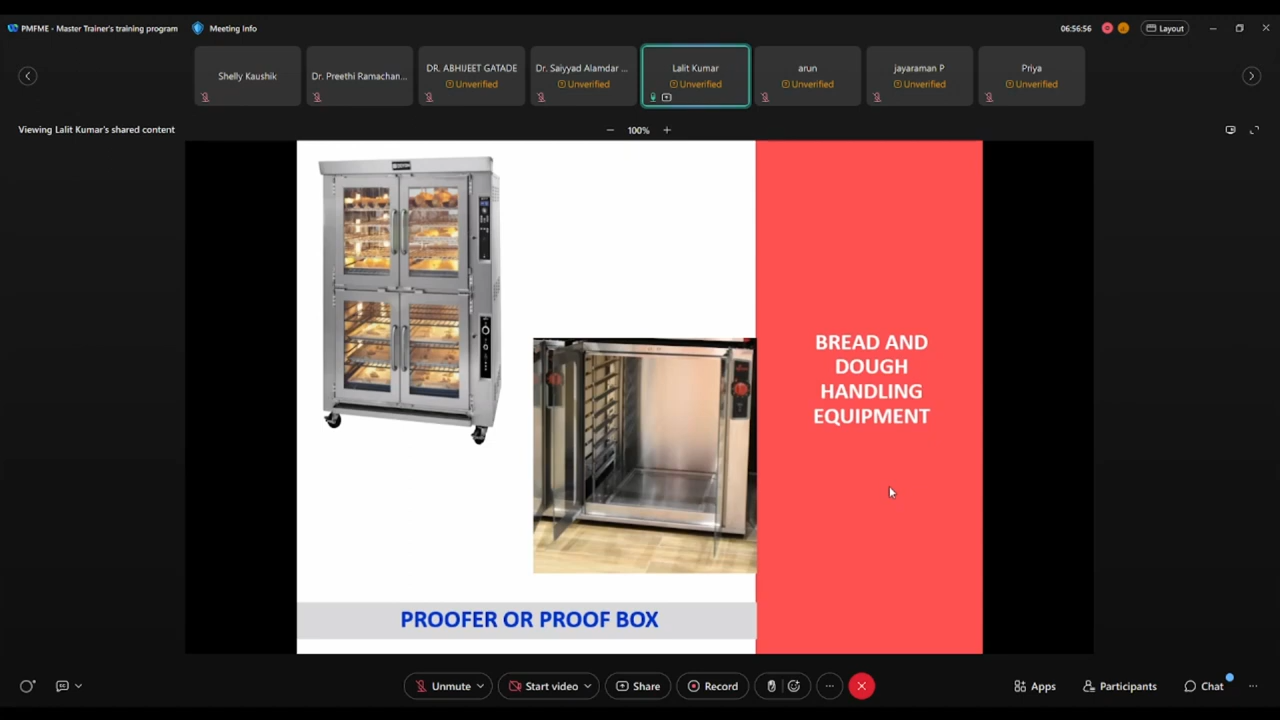 PMFME - Master Trainer's training program
Meeting Info
06:56:56
Layout
Shelly Kaushik
Dr. Preethi Ramachan...
DR. ABHIJEET GATADE
Unverified
Dr. Saiyyad Alamdar ...
Unverified
Lalit Kumar
Unverified
arun
Unverified
jayaraman P
Unverified
Priya
Unverified
Viewing Lalit Kumar's shared content
100%
BREAD AND
DOUGH
HANDLING
EQUIPMENT
PROOFER OR PROOF BOX
Unmute
Start video
Share
Record
Apps
Participants
Chat